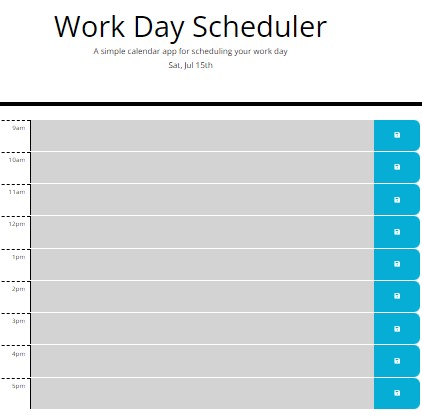 Work Day Scheduler
A simple calendar app for scheduling your work day
Sat, Jul 15th
9am
10am
11am
12pm
1pm
2pm
3pm
4pm
5pm